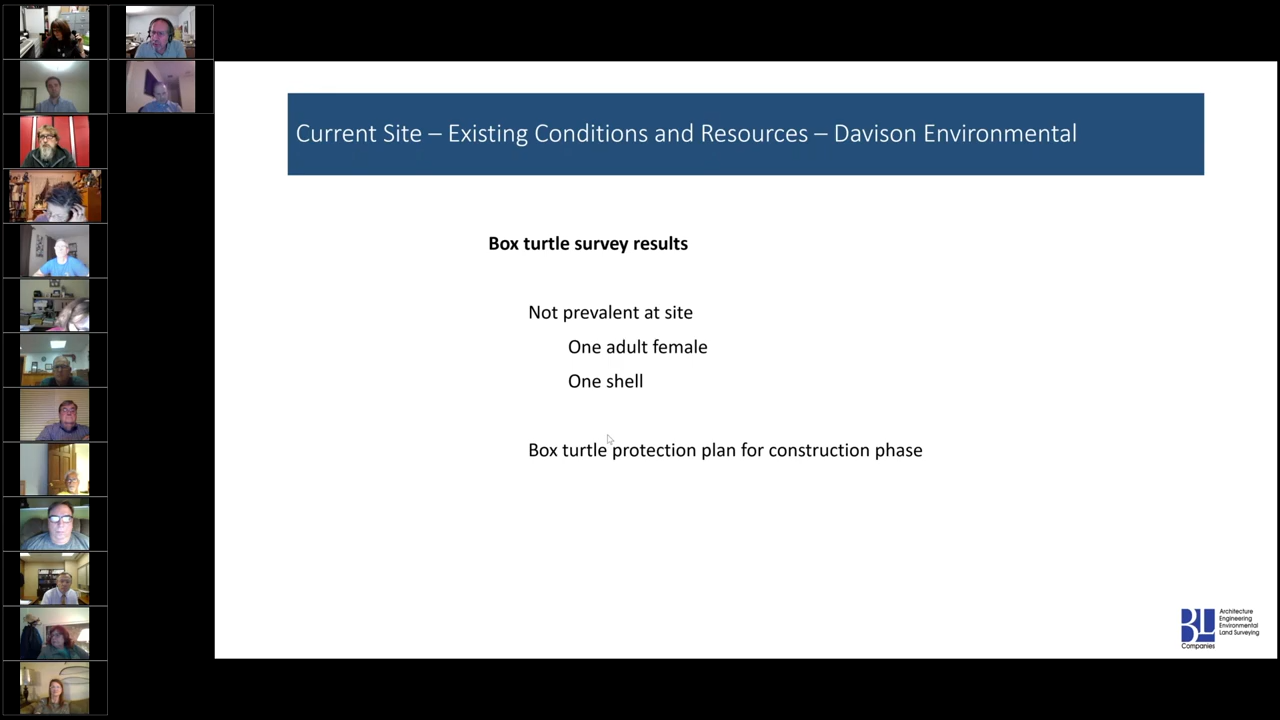 Current Site – Existing Conditions and Resources – Davison Environmental
Box turtle survey results
Not prevalent at site
One adult female
One shell
Box turtle protection plan for construction phase
BL
Companies
Architecture
Engineering
Environmental
Land Surveying